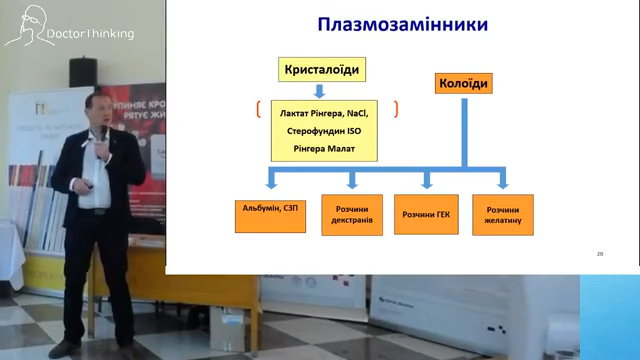 DoctorThinking
Плазмозамінники
Кристалоїди
Колоїди
Лактат Рінгера, NaCl,
Стерофундин ISO
Рінгера Малат
Альбумін, СЗП
Розчини
декстранів
Розчини ГЕК
Розчини
желатину
20